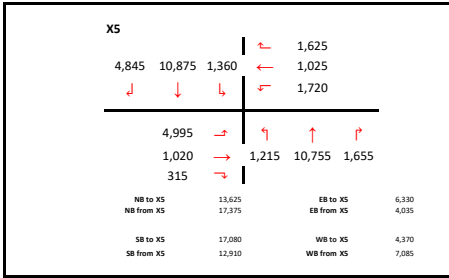 X5
1,625
4,845 10,875 1,360 1,025
1,720
4,995
1,020 1,215 10,755 1,655
315
NB to X5 13,625 EB to X5 6,330
NB from X5 17,375 EB from X5 4,035
SB to X5 17,080 WB to X5 4,370
SB from X5 12,910 WB from X5 7,085